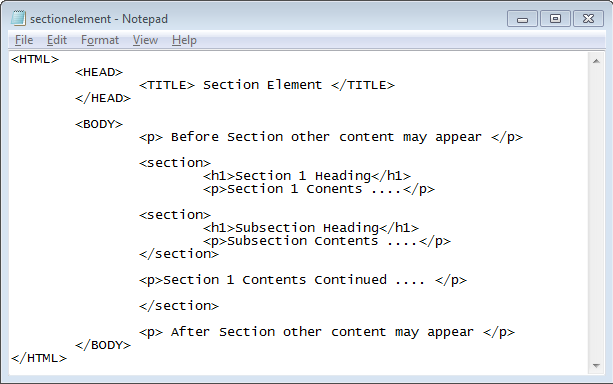 sectionelement - Notepad
File Edit Format View Help
<HTML>
<HEAD>
<TITLE> Section Element </TITLE>
</HEAD>
<BODY>
<p> Before Section other content may appear </p>
<section>
<h1>Section 1 Heading</h1>
<p>Section 1 Conents ....</p>
<section>
<h1>Subsection Heading</h1>
<p>Subsection Contents ....</p>
</section>
<p>Section 1 Contents Continued .... </p>
</section>
<p> After Section other content may appear </p>
</BODY>
</HTML>